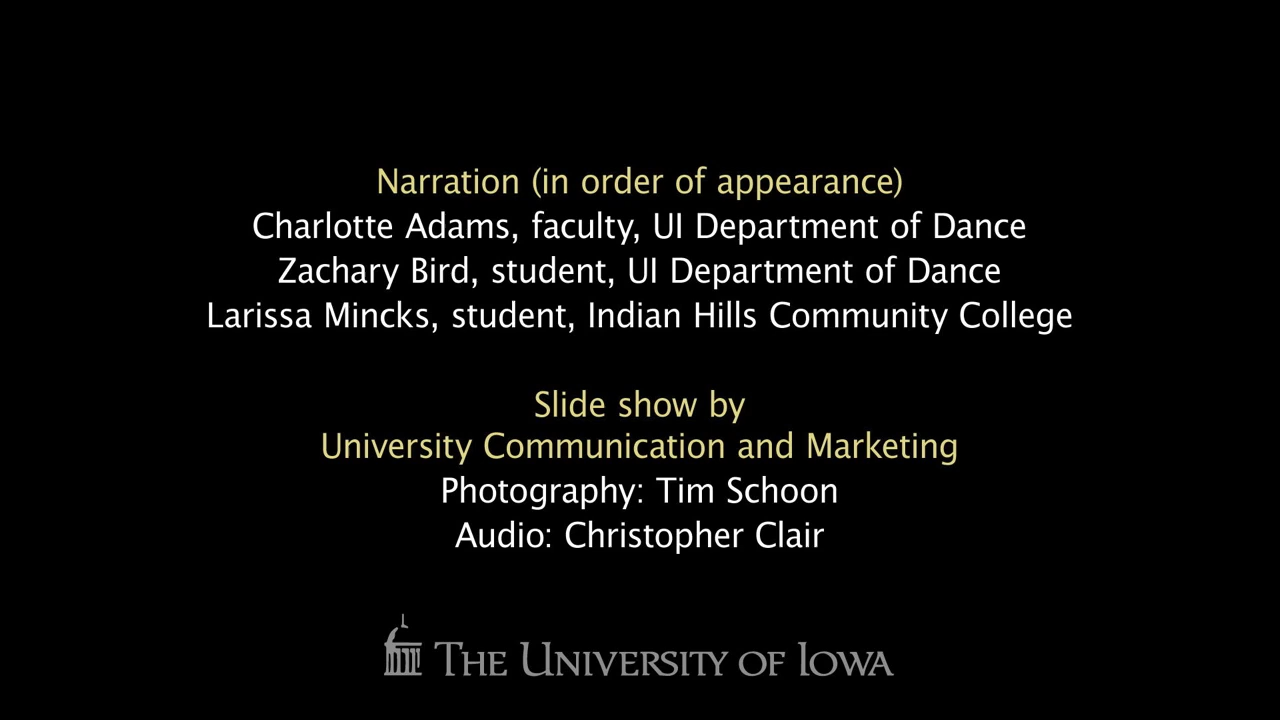 Narration (in order of appearance)
Charlotte Adams, faculty, UI Department of Dance
Zachary Bird, student, UI Department of Dance
Larissa Mincks, student, Indian Hills Community College
Slide show by
University Communication and Marketing
Photography: Tim Schoon
Audio: Christopher Clair
THE UNIVERSITY OF IOWA